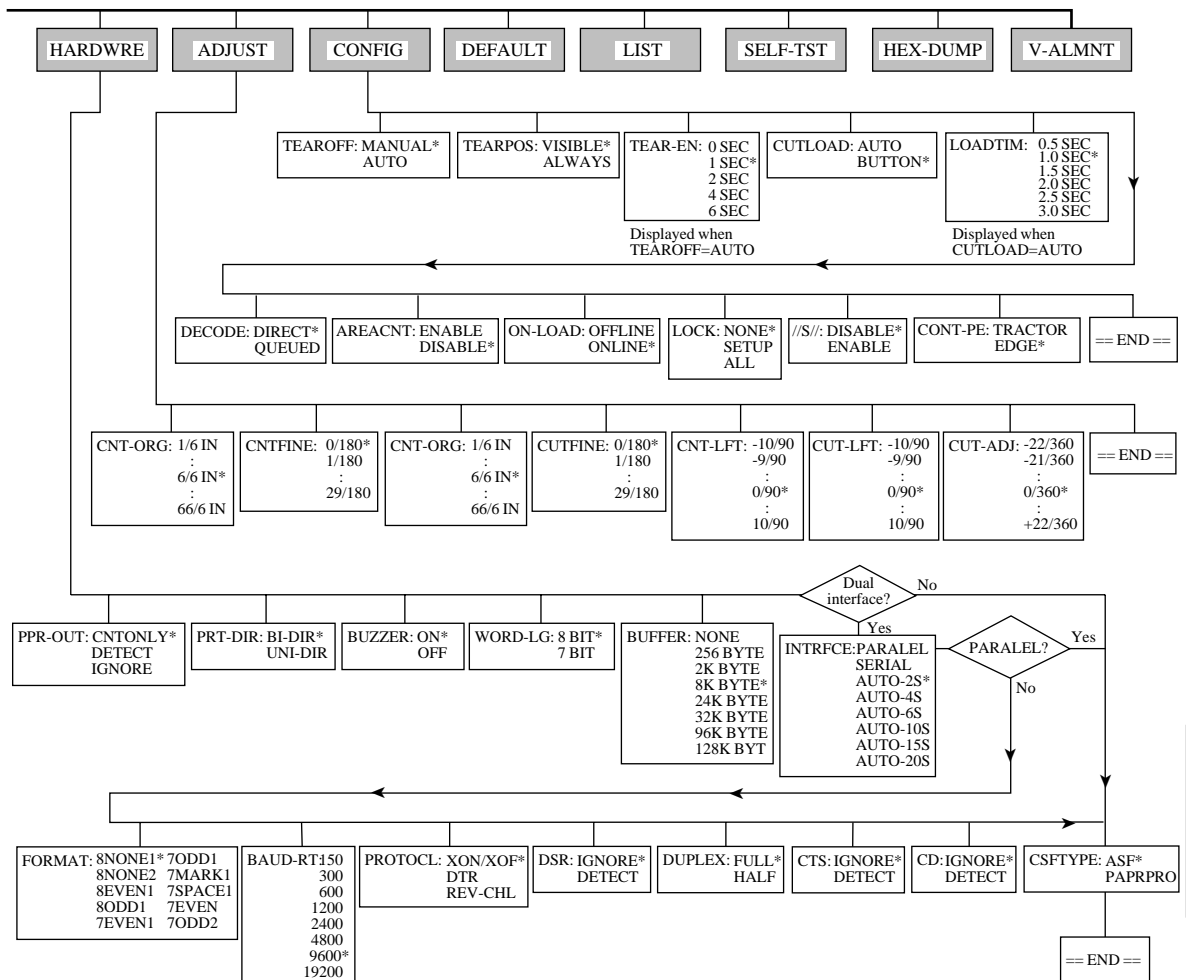 HARDWRE
ADJUST
CONFIG
DEFAULT
LIST
SELF-TST
HEX-DUMP
V-ALMNT
TEAROFF: MANUAL*
AUTO
TEARPOS: VISIBLE*
ALWAYS
TEAR-EN: 0 SEC
1 SEC*
2 SEC
4 SEC
6 SEC
Displayed when
TEAROFF=AUTO
CUTLOAD: AUTO
BUTTON*
LOADTIM: 0.5 SEC
1.0 SEC*
1.5 SEC
2.0 SEC
2.5 SEC
3.0 SEC
Displayed when
CUTLOAD=AUTO
DECODE: DIRECT*
QUEUED
AREACNT: ENABLE
DISABLE*
ON-LOAD: OFFLINE
ONLINE*
LOCK: NONE*
SETUP
ALL
//S//: DISABLE*
ENABLE
CONT-PE: TRACTOR
EDGE*
== END ==
CNT-ORG: 1/6 IN
:
6/6 IN*
:
66/6 IN
CNTFINE: 0/180*
1/180
:
29/180
CNT-ORG: 1/6 IN
:
6/6 IN*
:
66/6 IN
CUTFINE: 0/180*
1/180
:
29/180
CNT-LFT: -10/90
-9/90
:
0/90*
:
10/90
CUT-LFT: -10/90
-9/90
:
0/90*
:
10/90
CUT-ADJ: -22/360
-21/360
:
0/360*
:
+22/360
== END ==
PPR-OUT: CNTONLY*
DETECT
IGNORE
PRT-DIR: BI-DIR*
UNI-DIR
BUZZER: ON*
OFF
WORD-LG: 8 BIT*
7 BIT
BUFFER: NONE
256 BYTE
2K BYTE
8K BYTE*
24K BYTE
32K BYTE
96K BYTE
128K BYT
Dual
interface?
No
Yes
INTRFCE:PARALEL
SERIAL
AUTO-2S*
AUTO-4S
AUTO-6S
AUTO-10S
AUTO-15S
AUTO-20S
PARALEL?
Yes
No
FORMAT: 8NONE1* 7ODD1
8NONE2 7MARK1
8EVEN1 7SPACE1
8ODD1 7EVEN
7EVEN1 7ODD2
BAUD-RT:150
300
600
1200
2400
4800
9600*
19200
PROTOCL: XON/XOF*
DTR
REV-CHL
DSR: IGNORE*
DETECT
DUPLEX: FULL*
HALF
CTS: IGNORE*
DETECT
CD: IGNORE*
DETECT
CSFTYPE: ASF*
PAPRPRO
== END ==